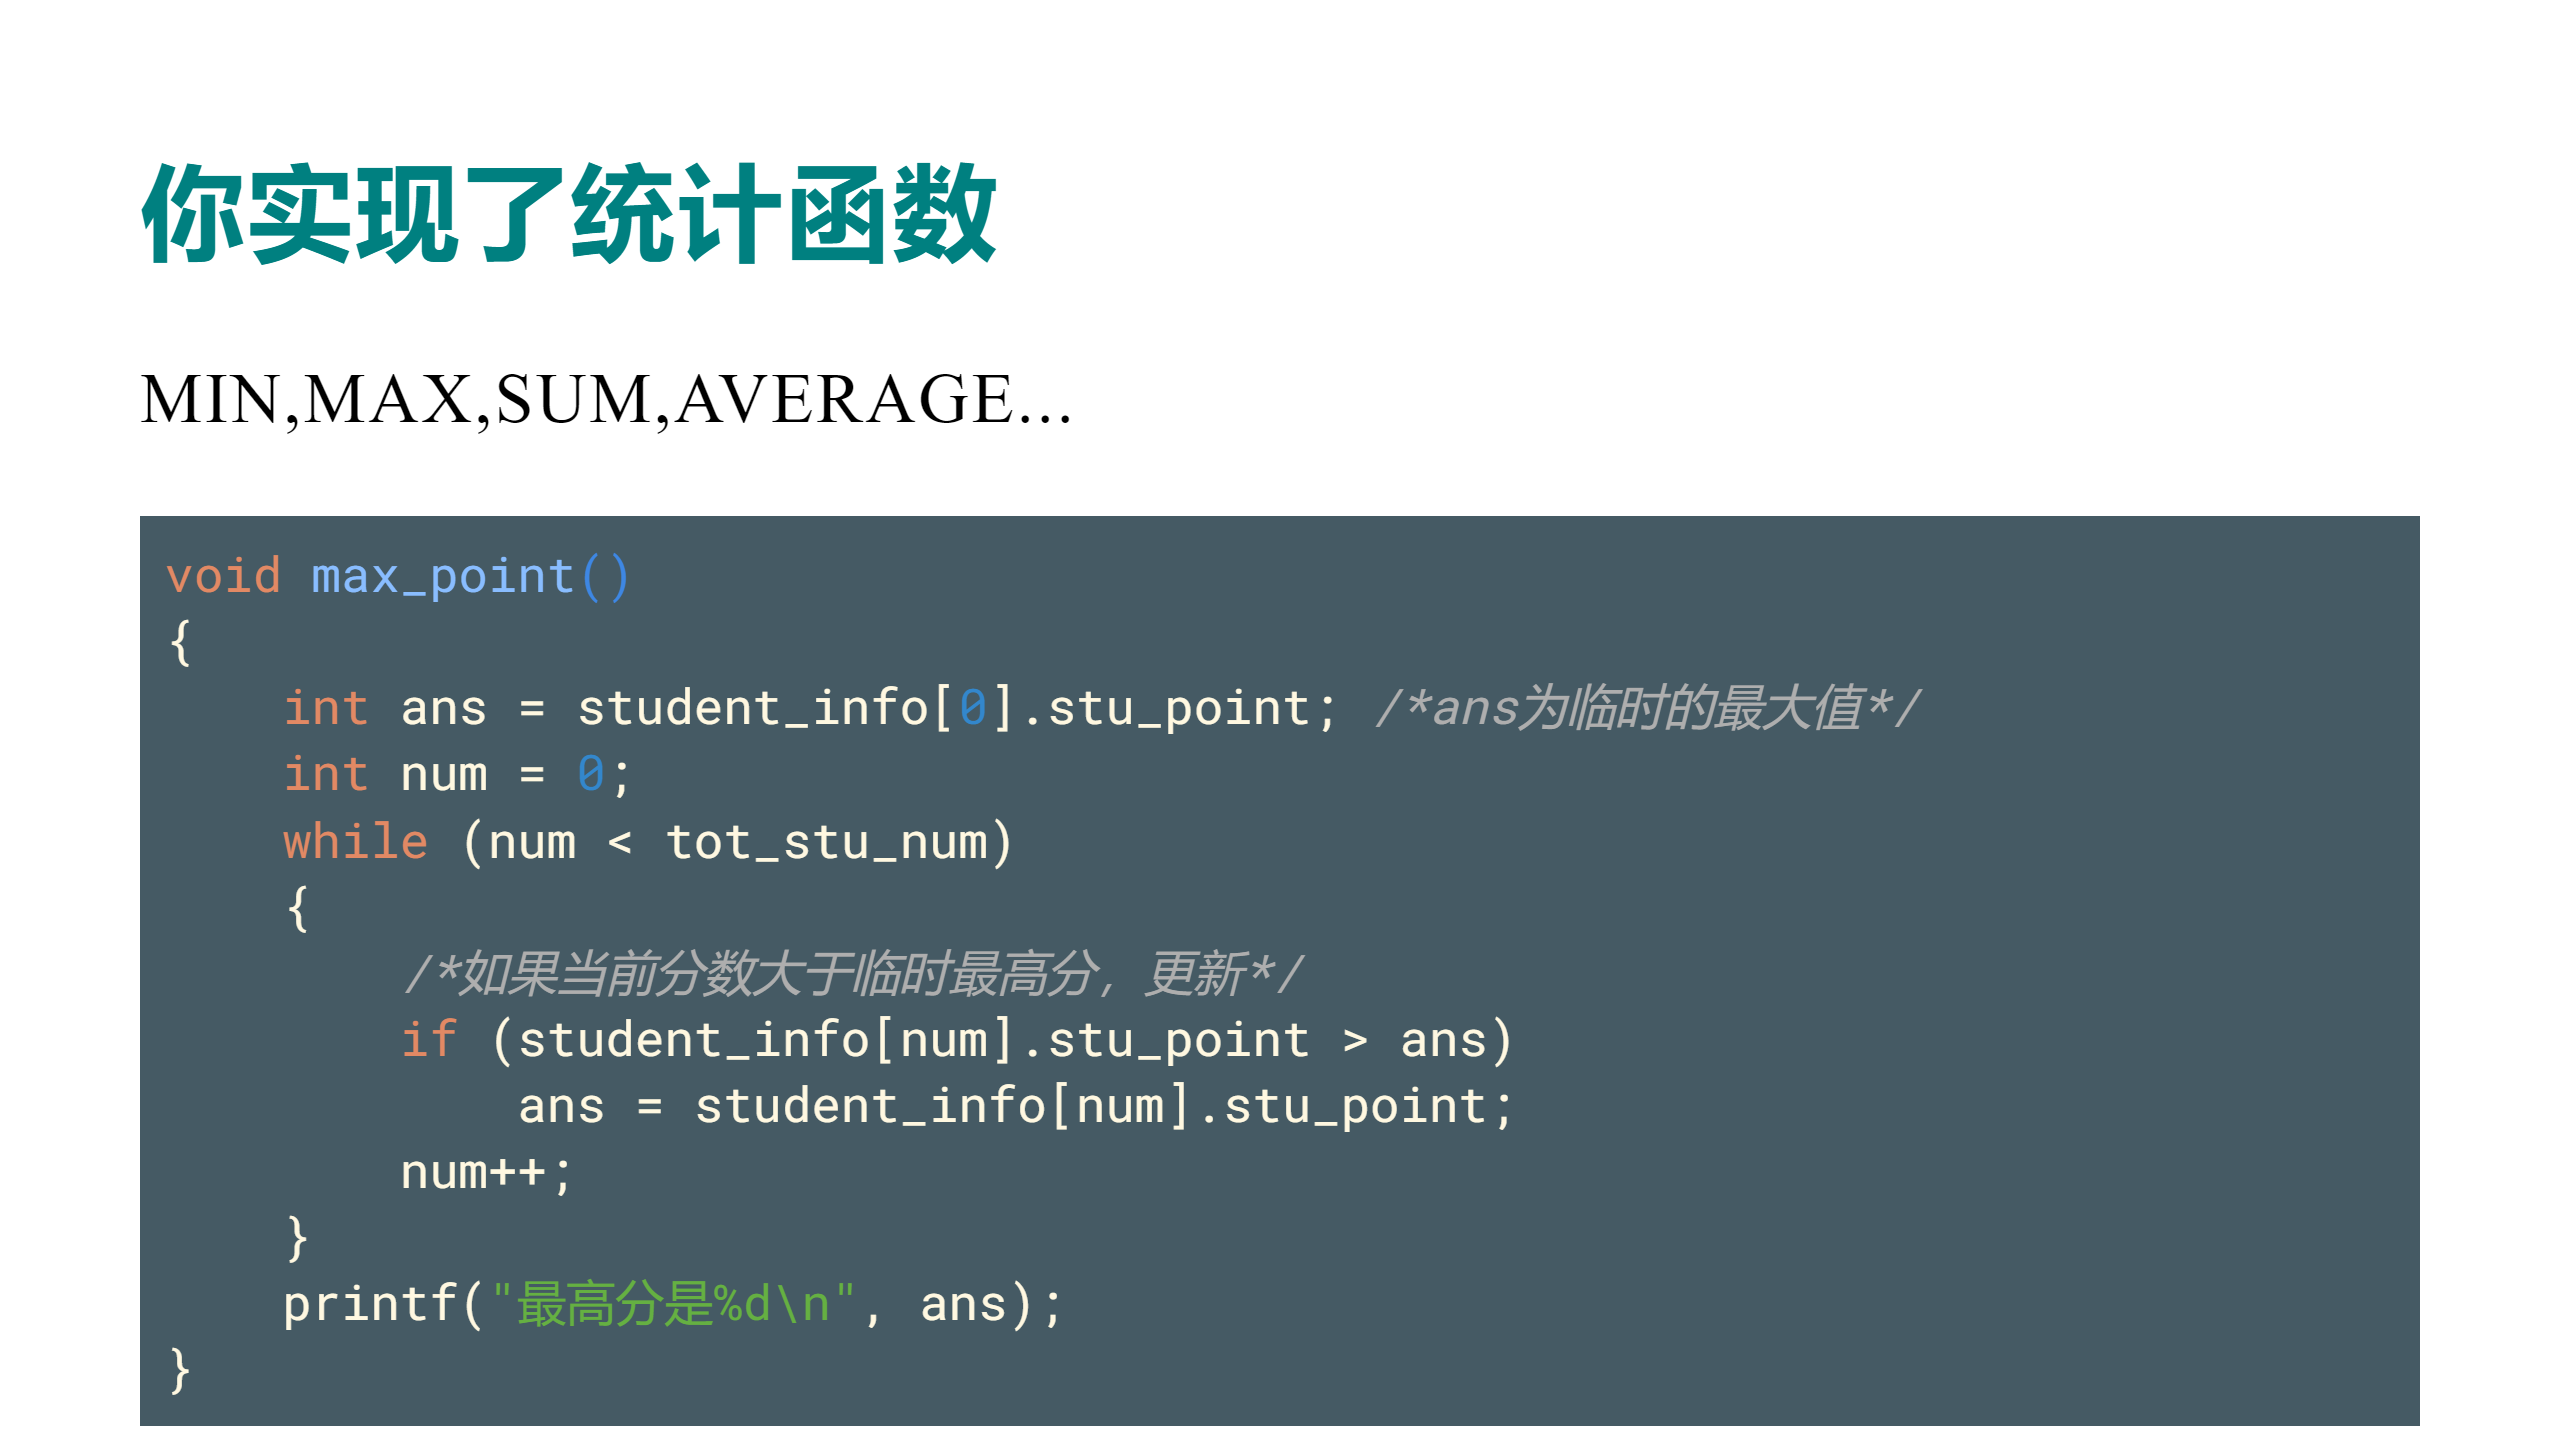 你实现了统计函数
MIN,MAX,SUM,AVERAGE...
void max_point()
{
    int ans = student_info[0].stu_point; /*ans为临时的最大值*/
    int num = 0;
    while (num < tot_stu_num)
    {
        /*如果当前分数大于临时最高分，更新*/
        if (student_info[num].stu_point > ans)
            ans = student_info[num].stu_point;
        num++;
    }
    printf("最高分是%d\n", ans);
}